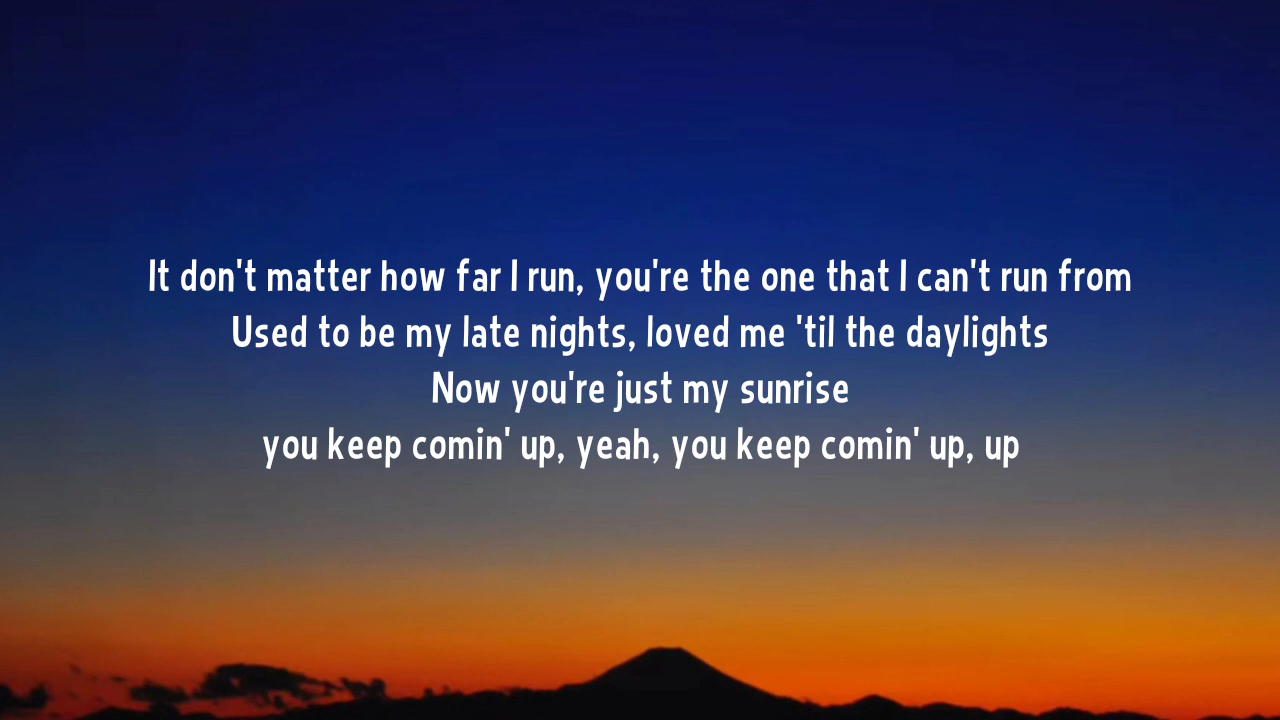 It don't matter how far I run, you're the one that I can't run from
Used to be my late nights, loved me 'til the daylights
Now you're just my sunrise
you keep comin' up, yeah, you keep comin' up, up